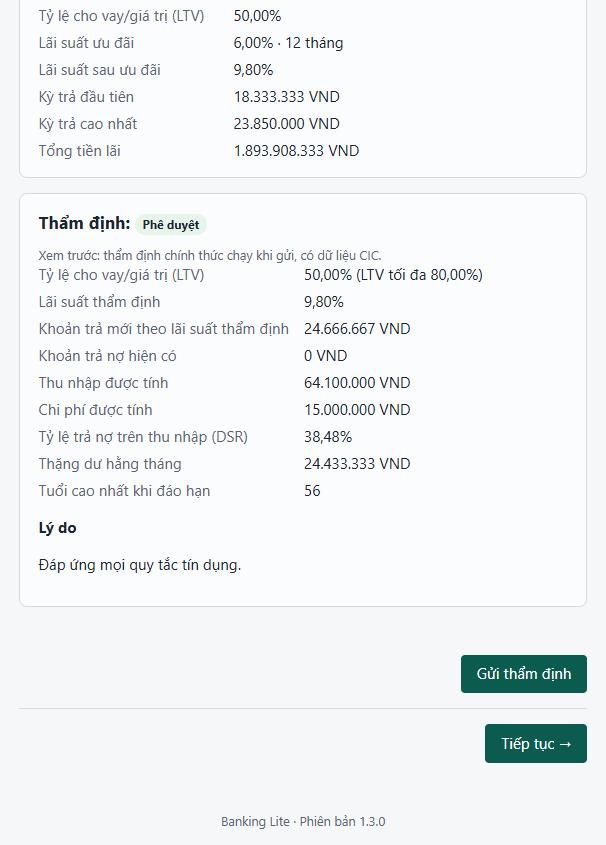 Tỷ lệ cho vay/giá trị (LTV) 50,00%
Lãi suất ưu đãi 6,00% · 12 tháng
Lãi suất sau ưu đãi 9,80%
Kỳ trả đầu tiên 18.333.333 VND
Kỳ trả cao nhất 23.850.000 VND
Tổng tiền lãi 1.893.908.333 VND
Thẩm định: Phê duyệt
Xem trước: thẩm định chính thức chạy khi gửi, có dữ liệu CIC.
Tỷ lệ cho vay/giá trị (LTV) 50,00% (LTV tối đa 80,00%)
Lãi suất thẩm định 9,80%
Khoản trả mới theo lãi suất thẩm định 24.666.667 VND
Khoản trả nợ hiện có 0 VND
Thu nhập được tính 64.100.000 VND
Chi phí được tính 15.000.000 VND
Tỷ lệ trả nợ trên thu nhập (DSR) 38,48%
Thặng dư hằng tháng 24.433.333 VND
Tuổi cao nhất khi đáo hạn 56
Lý do
Đáp ứng mọi quy tắc tín dụng.
Gửi thẩm định
Tiếp tục →
Banking Lite · Phiên bản 1.3.0